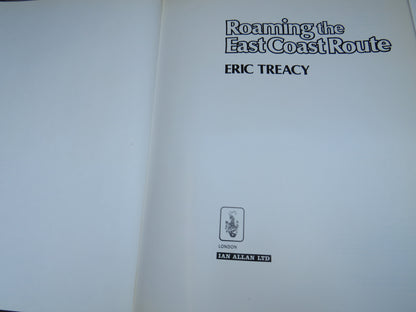 Roaming the
East Coast Route
ERIC TREACY
LONDON
IAN ALLAN LTD